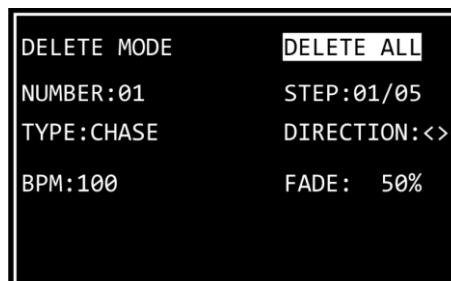 DELETE MODE DELETE ALL
NUMBER:01 STEP:01/05
TYPE:CHASE DIRECTION:<>
BPM:100 FADE: 50%